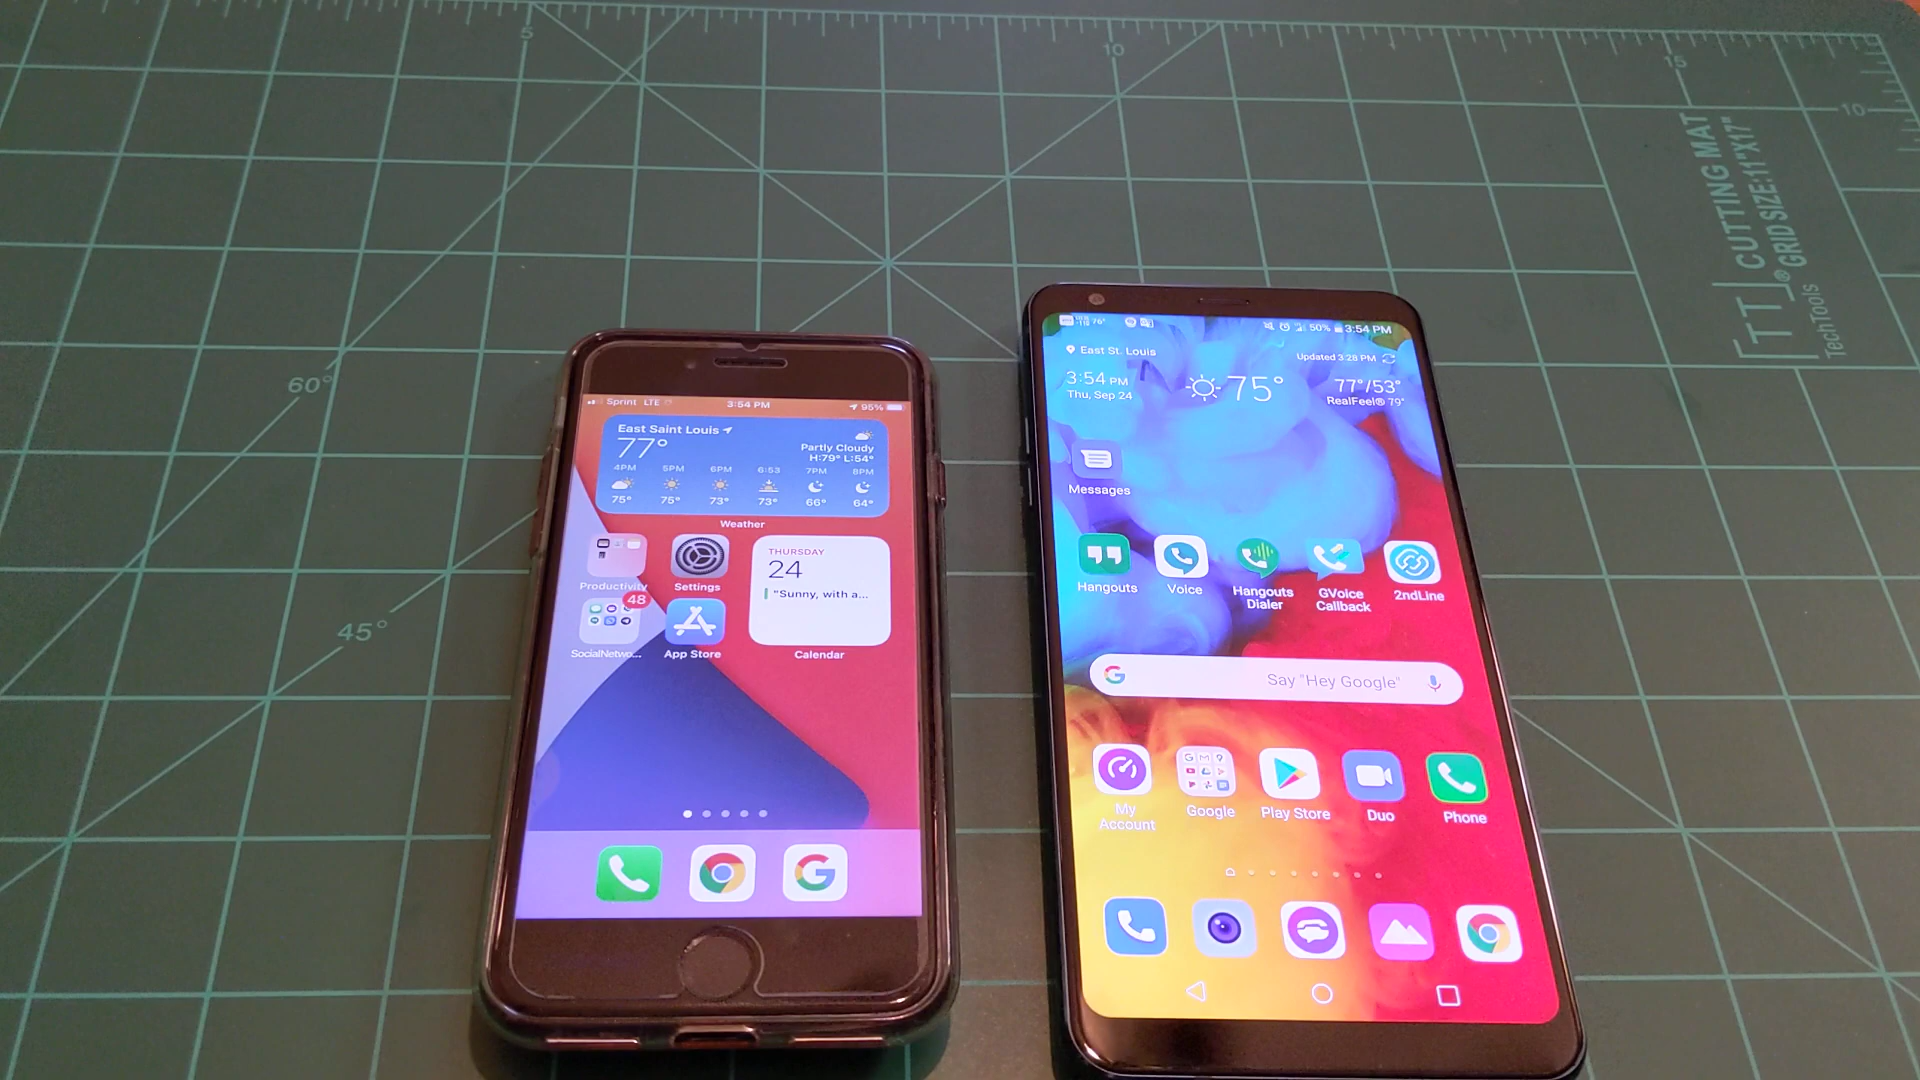 5
10
15
10
CUTTING MAT
GRID SIZE:11"X17"
TT
®
TechTools
60°
45°
Sprint LTE
3:54 PM
95%
East Saint Louis
77°
Partly Cloudy
H:79° L:54°
4PM 5PM 6PM 6:53 7PM 8PM
75° 75° 73° 73° 66° 64°
Weather
Productivity
Settings
THURSDAY
24
"Sunny, with a...
48
SocialNetwo...
App Store
Calendar
76°
50% 3:54 PM
East St. Louis
Updated 3:28 PM
3:54 PM
Thu, Sep 24
75°
77°/53°
RealFeel® 79°
Messages
Hangouts
Voice
Hangouts
Dialer
GVoice
Callback
2ndLine
Say "Hey Google"
My
Account
Google
Play Store
Duo
Phone